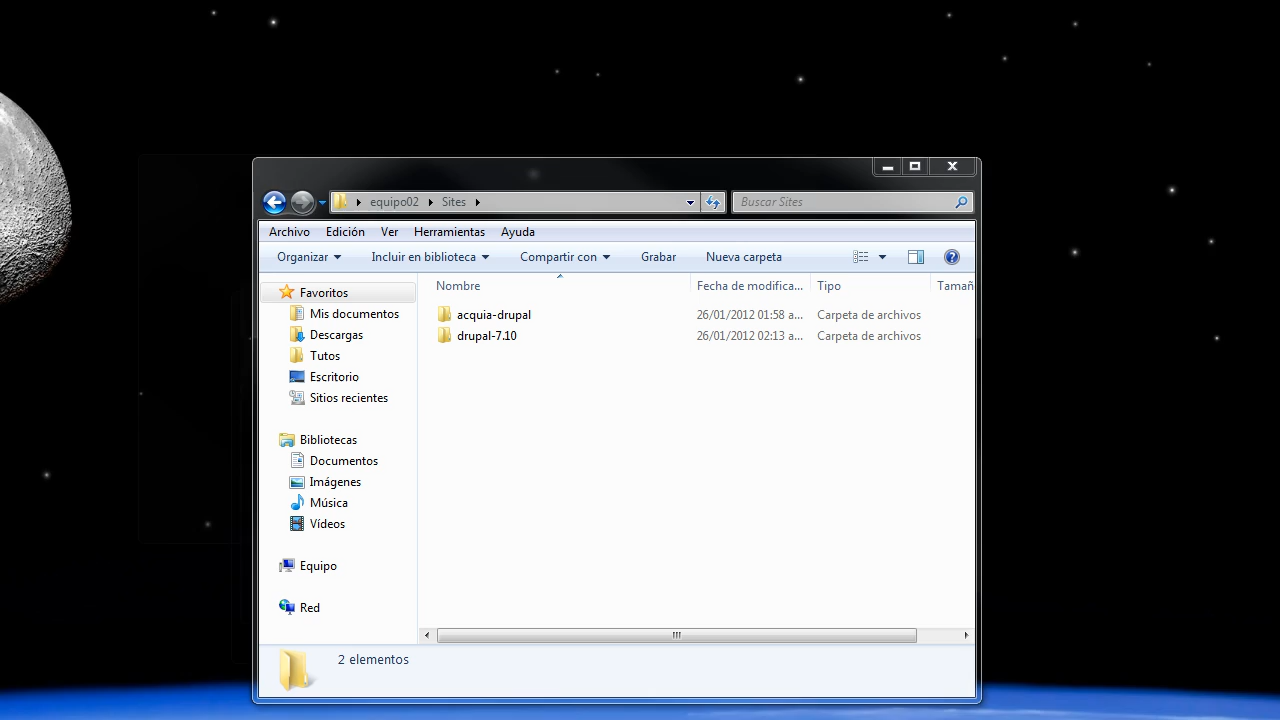 equipo02 Sites Buscar Sites
Archivo Edición Ver Herramientas Ayuda
Organizar Incluir en biblioteca Compartir con Grabar Nueva carpeta
Nombre Fecha de modifica... Tipo Tamañ
Favoritos
Mis documentos
Descargas
Tutos
Escritorio
Sitios recientes
Bibliotecas
Documentos
Imágenes
Música
Vídeos
Equipo
Red
acquia-drupal 26/01/2012 01:58 a... Carpeta de archivos
drupal-7.10 26/01/2012 02:13 a... Carpeta de archivos
2 elementos